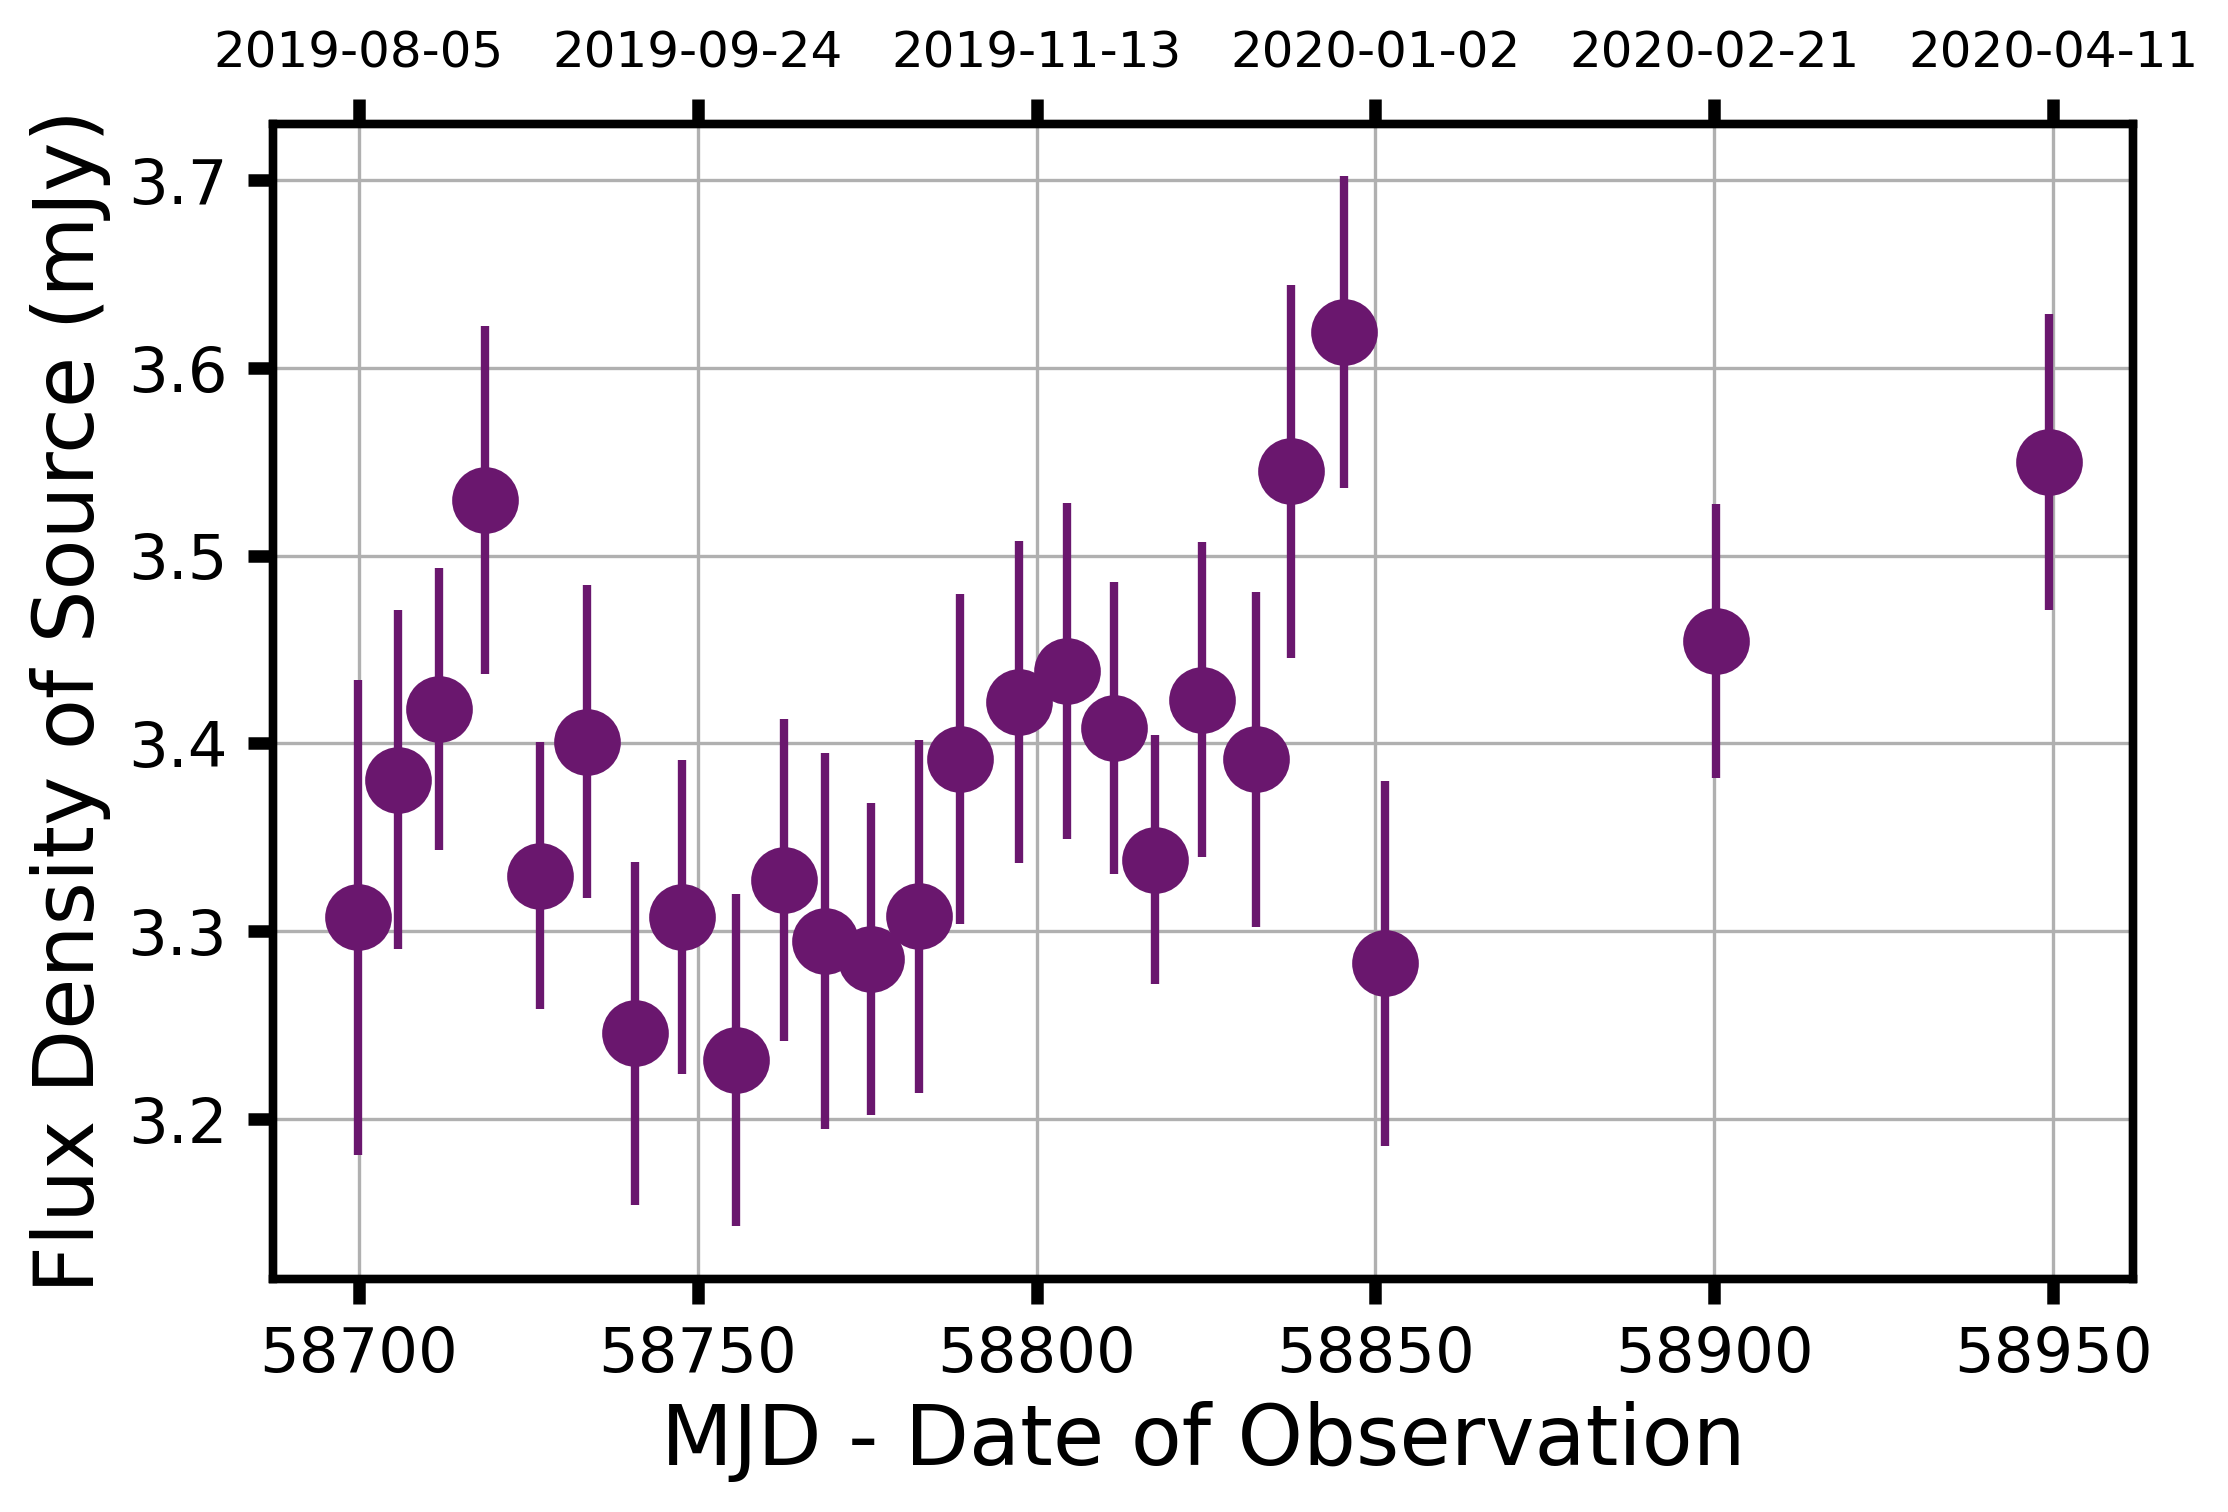 2019-08-05 2019-09-24 2019-11-13 2020-01-02 2020-02-21 2020-04-11
Flux Density of Source (mJy)
3.7
3.6
3.5
3.4
3.3
3.2
58700 58750 58800 58850 58900 58950
MJD - Date of Observation